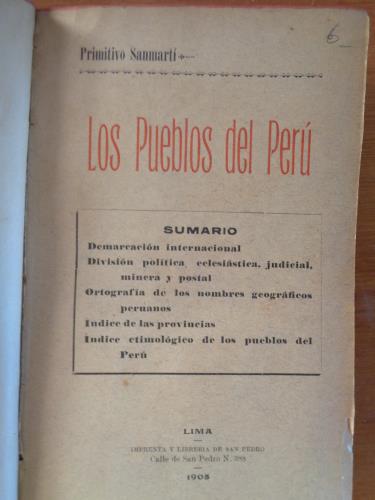 6
Primitivo Sanmartí
Los Pueblos del Perú
SUMARIO
Demarcación internacional
División política, eclesiástica, judicial,
minera y postal
Ortografía de los nombres geográficos
peruanos
Indice de las provincias
Indice etimológico de los pueblos del
Perú
LIMA
IMPRENTA Y LIBRERIA DE SAN PEDRO
Calle de San Pedro N. 388
1905